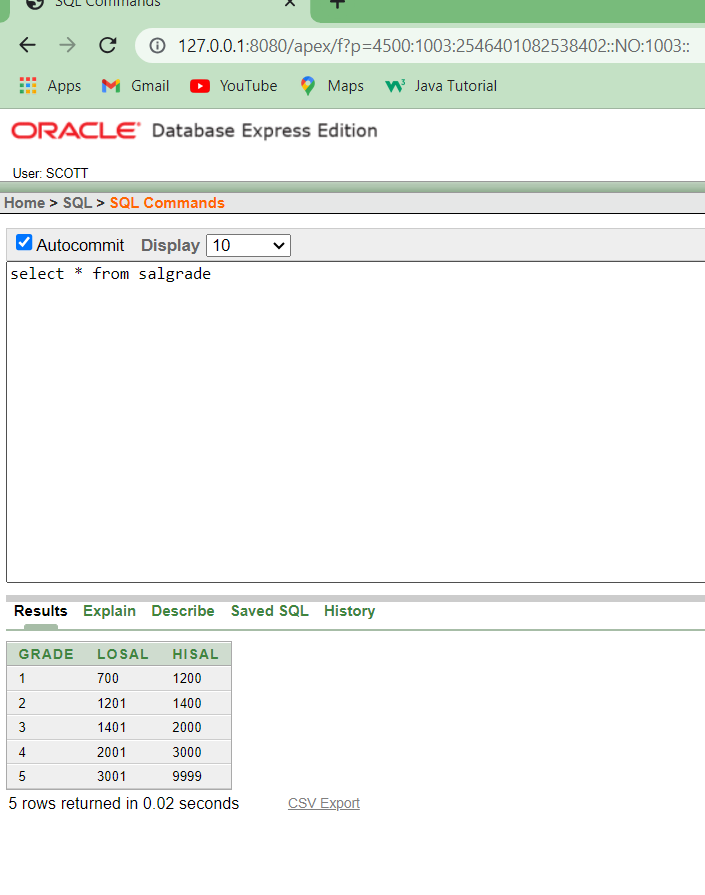 SQL Commands
127.0.0.1:8080/apex/f?p=4500:1003:2546401082538402::NO:1003::
Apps Gmail YouTube Maps W3 Java Tutorial
ORACLE Database Express Edition
User: SCOTT
Home > SQL > SQL Commands
Autocommit Display 10
select * from salgrade
Results Explain Describe Saved SQL History
GRADE LOSAL HISAL
1 700 1200
2 1201 1400
3 1401 2000
4 2001 3000
5 3001 9999
5 rows returned in 0.02 seconds CSV Export